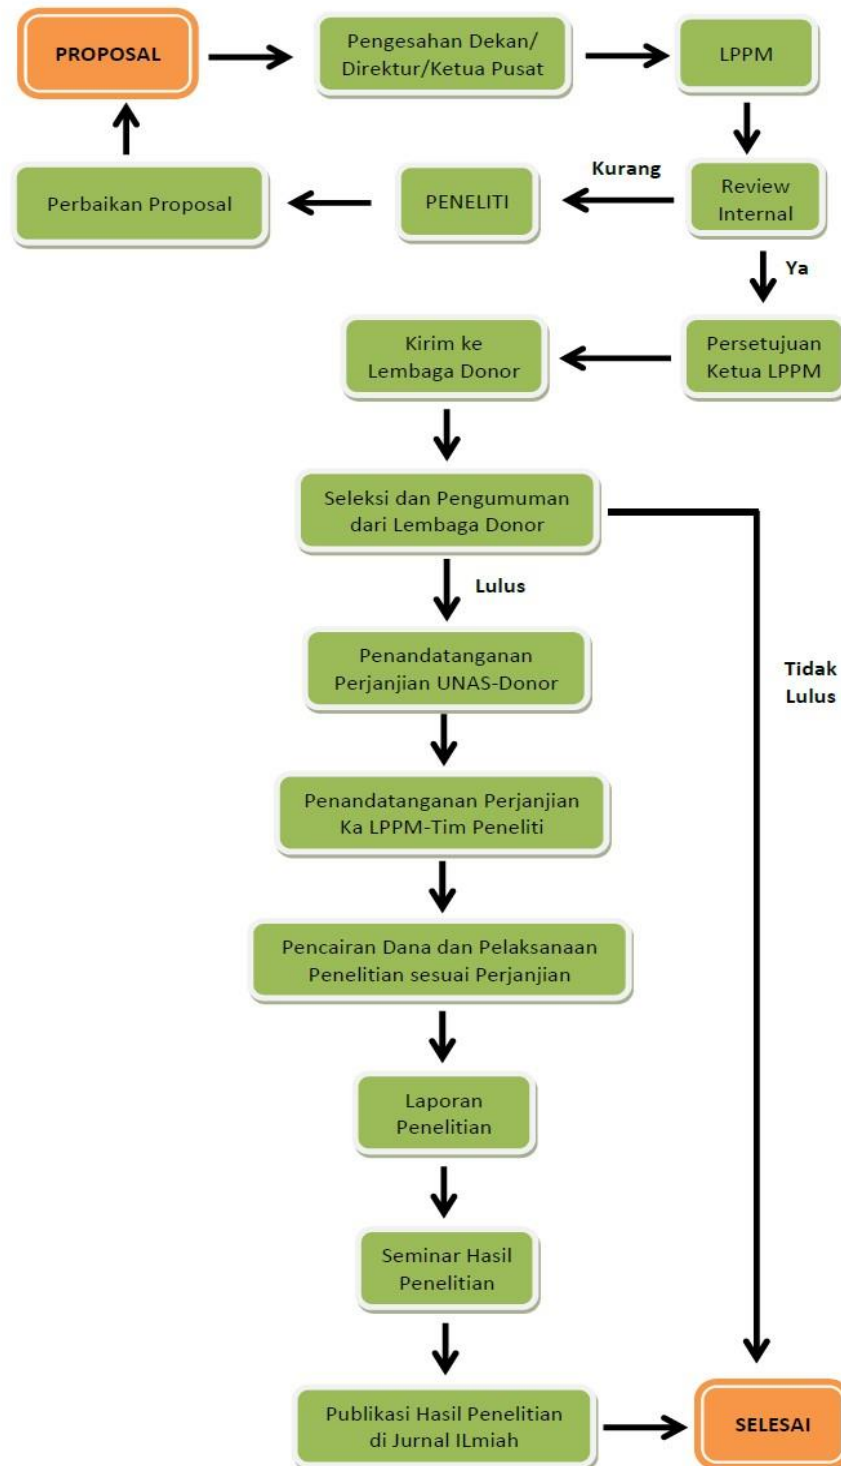 PROPOSAL
Pengesahan Dekan/
Direktur/Ketua Pusat
LPPM
Perbaikan Proposal
PENELITI
Kurang
Review
Internal
Ya
Kirim ke
Lembaga Donor
Persetujuan
Ketua LPPM
Seleksi dan Pengumuman
dari Lembaga Donor
Lulus
Penandatanganan
Perjanjian UNAS-Donor
Tidak
Lulus
Penandatanganan Perjanjian
Ka LPPM-Tim Peneliti
Pencairan Dana dan Pelaksanaan
Penelitian sesuai Perjanjian
Laporan
Penelitian
Seminar Hasil
Penelitian
Publikasi Hasil Penelitian
di Jurnal ILmiah
SELESAI